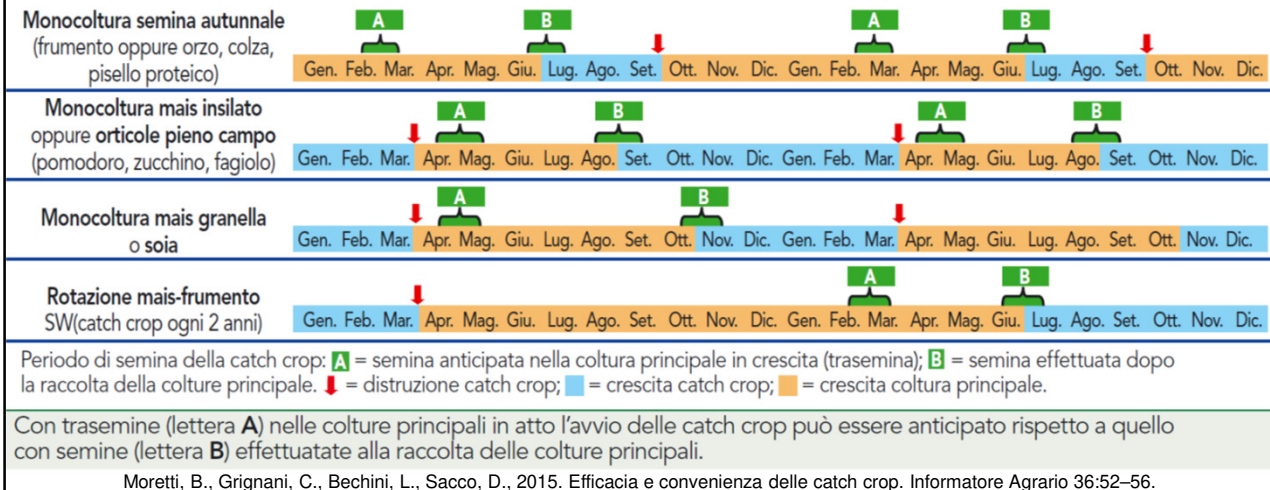 A B A B
Monocoltura semina autunnale
(frumento oppure orzo, colza,
pisello proteico)
Gen. Feb. Mar. Apr. Mag. Giu. Lug. Ago. Set. Ott. Nov. Dic. Gen. Feb. Mar. Apr. Mag. Giu. Lug. Ago. Set. Ott. Nov. Dic.
A B A B
Monocoltura mais insilato
oppure orticole pieno campo
(pomodoro, zucchino, fagiolo)
Gen. Feb. Mar. Apr. Mag. Giu. Lug. Ago. Set. Ott. Nov. Dic. Gen. Feb. Mar. Apr. Mag. Giu. Lug. Ago. Set. Ott. Nov. Dic.
A B
Monocoltura mais granella
o soia
Gen. Feb. Mar. Apr. Mag. Giu. Lug. Ago. Set. Ott. Nov. Dic. Gen. Feb. Mar. Apr. Mag. Giu. Lug. Ago. Set. Ott. Nov. Dic.
A B
Rotazione mais-frumento
SW(catch crop ogni 2 anni)
Gen. Feb. Mar. Apr. Mag. Giu. Lug. Ago. Set. Ott. Nov. Dic. Gen. Feb. Mar. Apr. Mag. Giu. Lug. Ago. Set. Ott. Nov. Dic.
Periodo di semina della catch crop: A = semina anticipata nella coltura principale in crescita (trasemina); B = semina effettuata dopo
la raccolta della colture principale. = distruzione catch crop; = crescita catch crop; = crescita coltura principale.
Con trasemine (lettera A) nelle colture principali in atto l'avvio delle catch crop può essere anticipato rispetto a quello
con semine (lettera B) effettuatate alla raccolta delle colture principali.
Moretti, B., Grignani, C., Bechini, L., Sacco, D., 2015. Efficacia e convenienza delle catch crop. Informatore Agrario 36:52–56.